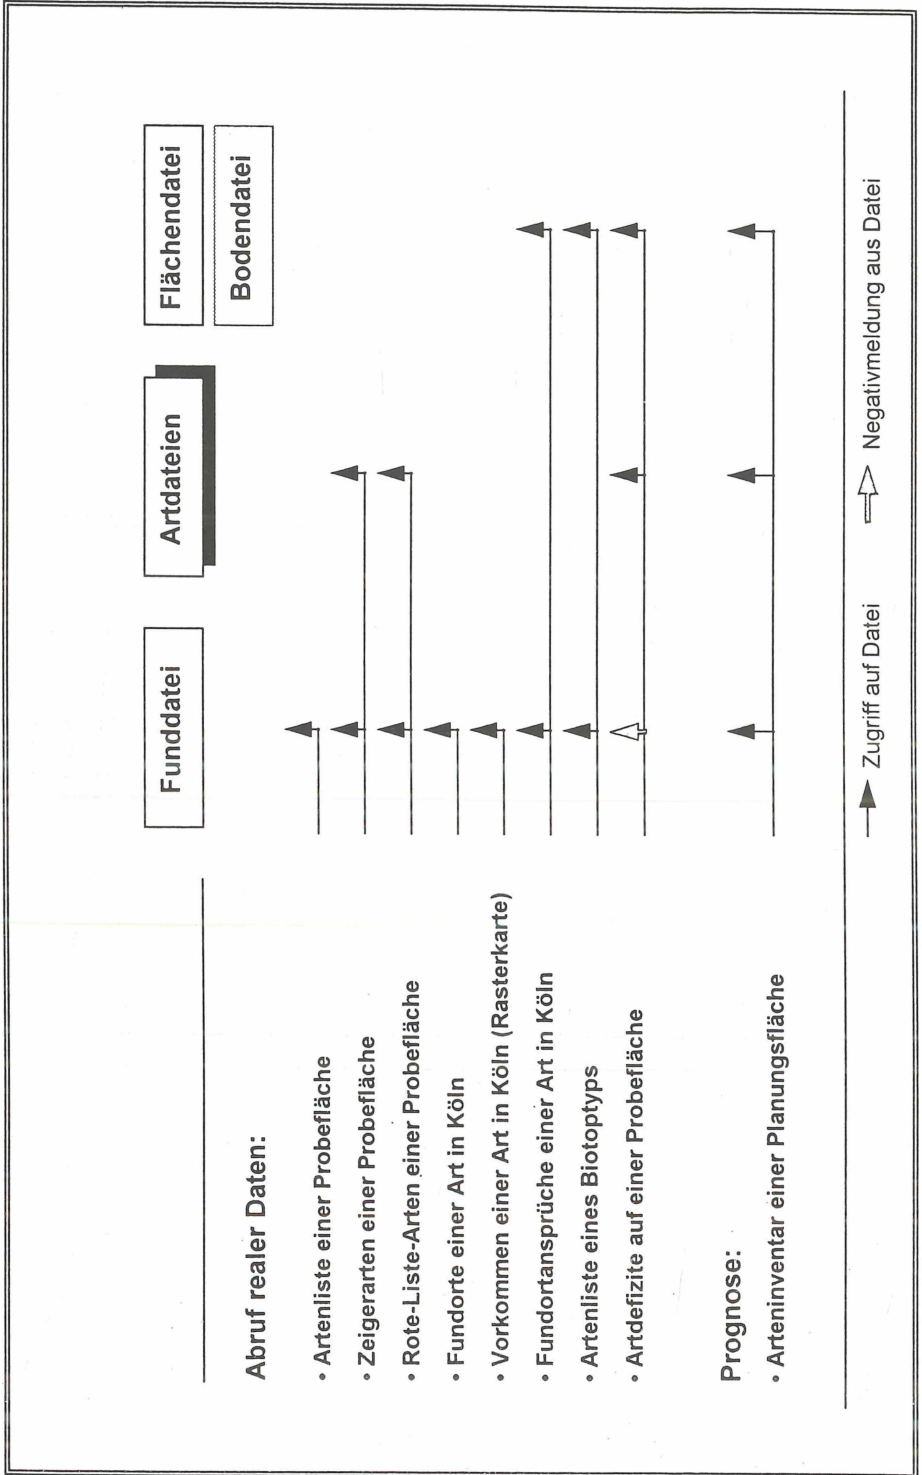 Funddatei
Artdateien
Flächendatei
Bodendatei
Abruf realer Daten:
• Artenliste einer Probefläche
• Zeigerarten einer Probefläche
• Rote-Liste-Arten einer Probefläche
• Fundorte einer Art in Köln
• Vorkommen einer Art in Köln (Rasterkarte)
• Fundortansprüche einer Art in Köln
• Artenliste eines Biotoptyps
• Artdefizite auf einer Probefläche
Prognose:
• Arteninventar einer Planungsfläche
Zugriff auf Datei
Negativmeldung aus Datei